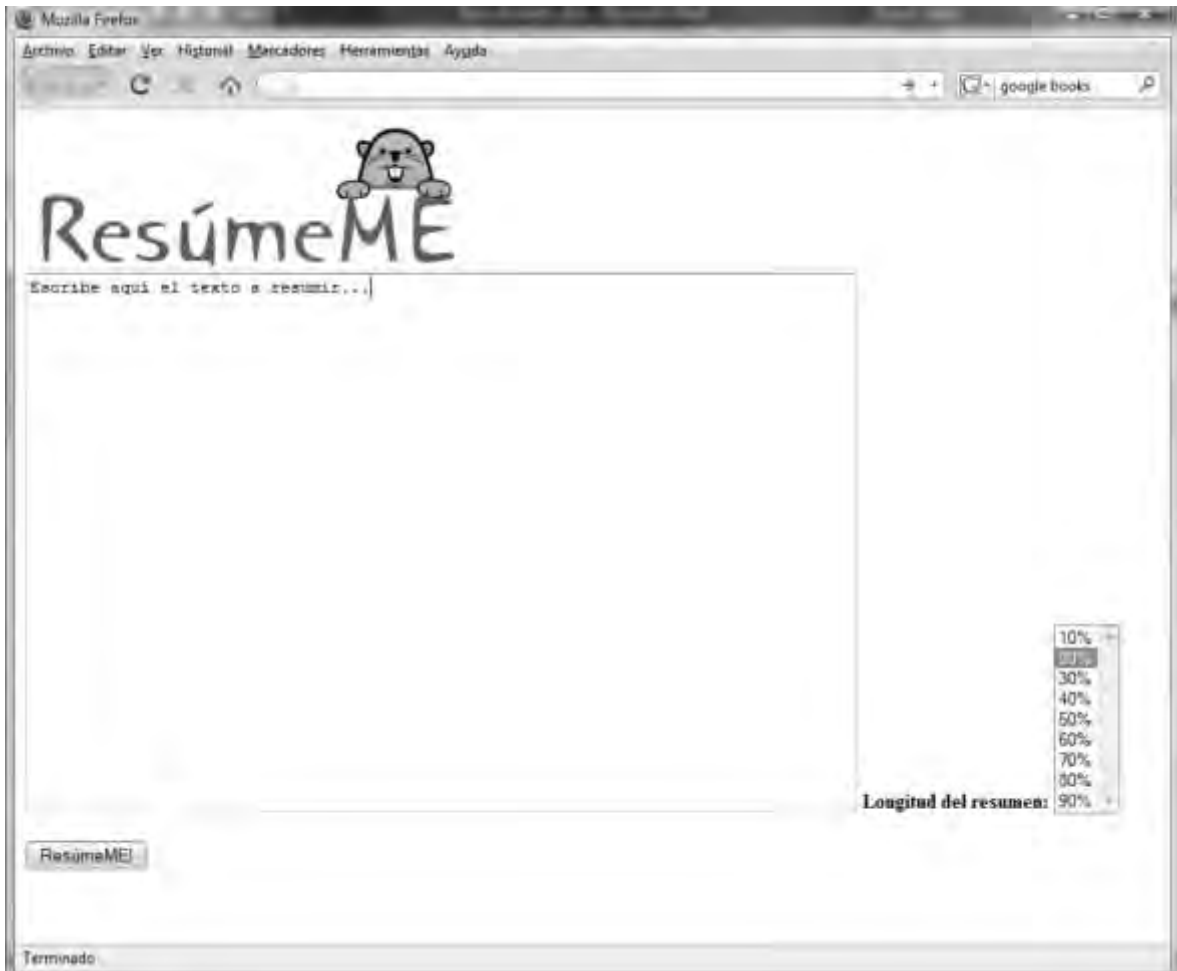 Mozilla Firefox
Archivo Editar Ver Historial Marcadores Herramientas Ayuda
google books
ResúmeME
Escribe aquí el texto a resumir...
10%
20%
30%
40%
50%
60%
70%
80%
Longitud del resumen: 90%
ResúmeME!
Terminado